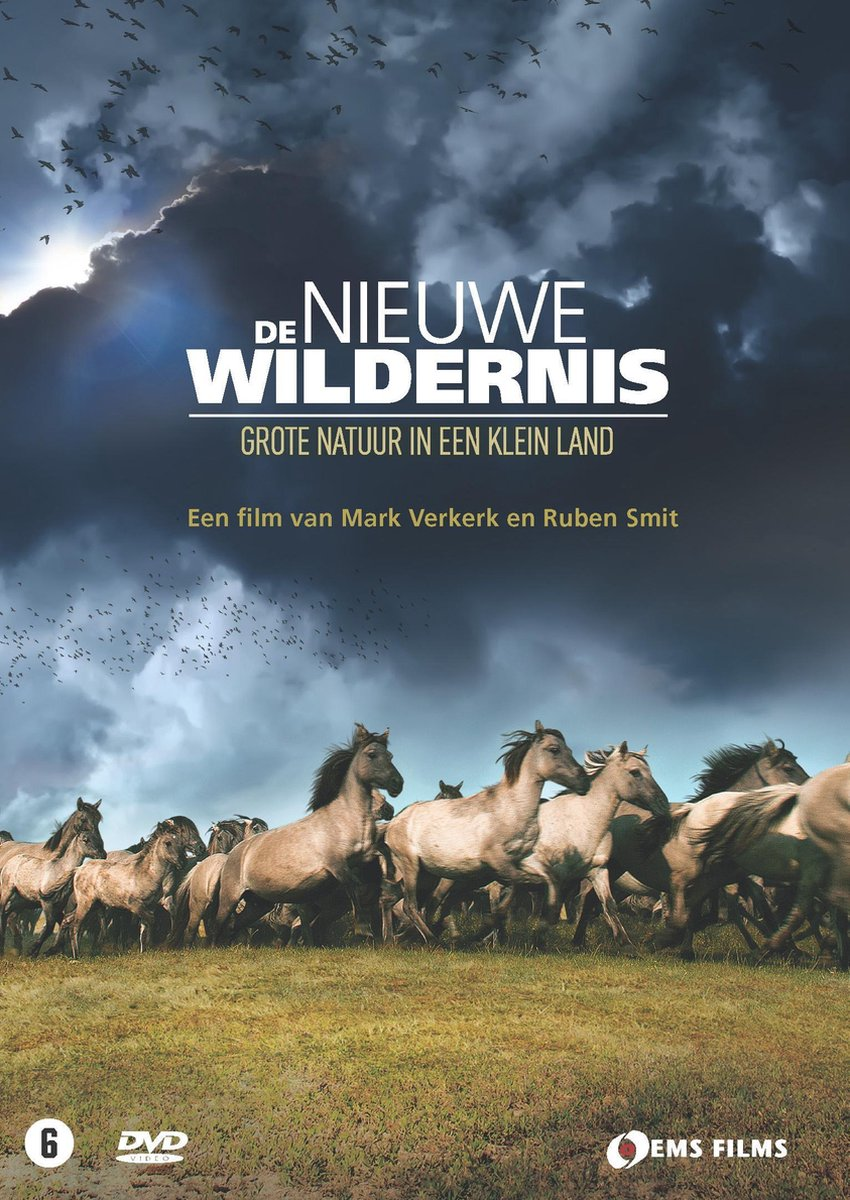 DE NIEUWE
WILDERNIS
GROTE NATUUR IN EEN KLEIN LAND
Een film van Mark Verkerk en Ruben Smit
6
DVD
VIDEO
EMS FILMS